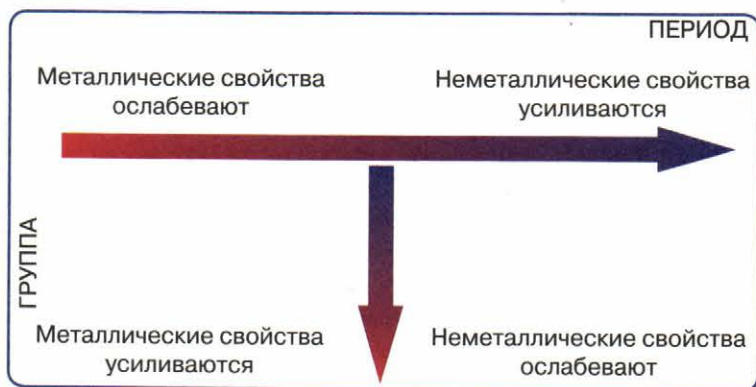 ПЕРИОД
Металлические свойства
ослабевают
Неметаллические свойства
усиливаются
ГРУППА
Металлические свойства
усиливаются
Неметаллические свойства
ослабевают